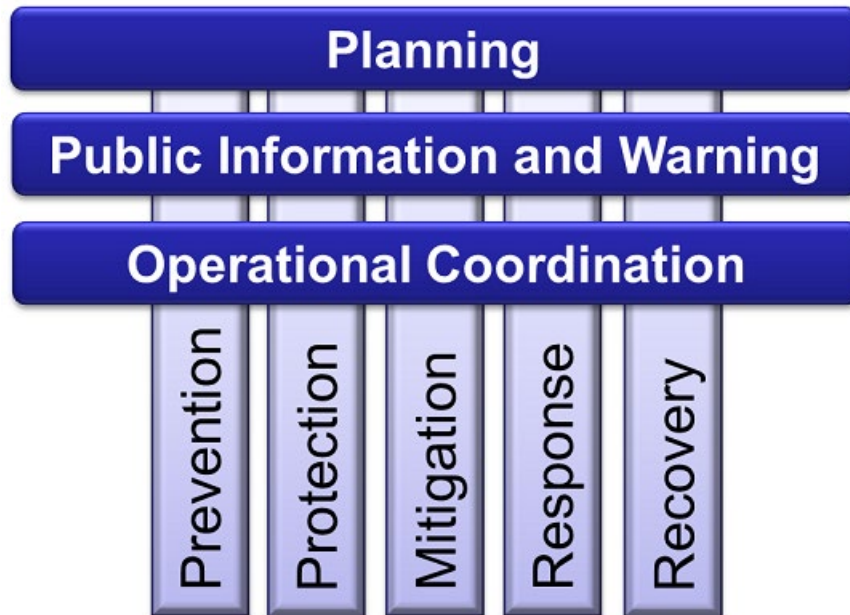 Planning
Public Information and Warning
Operational Coordination
Prevention
Protection
Mitigation
Response
Recovery